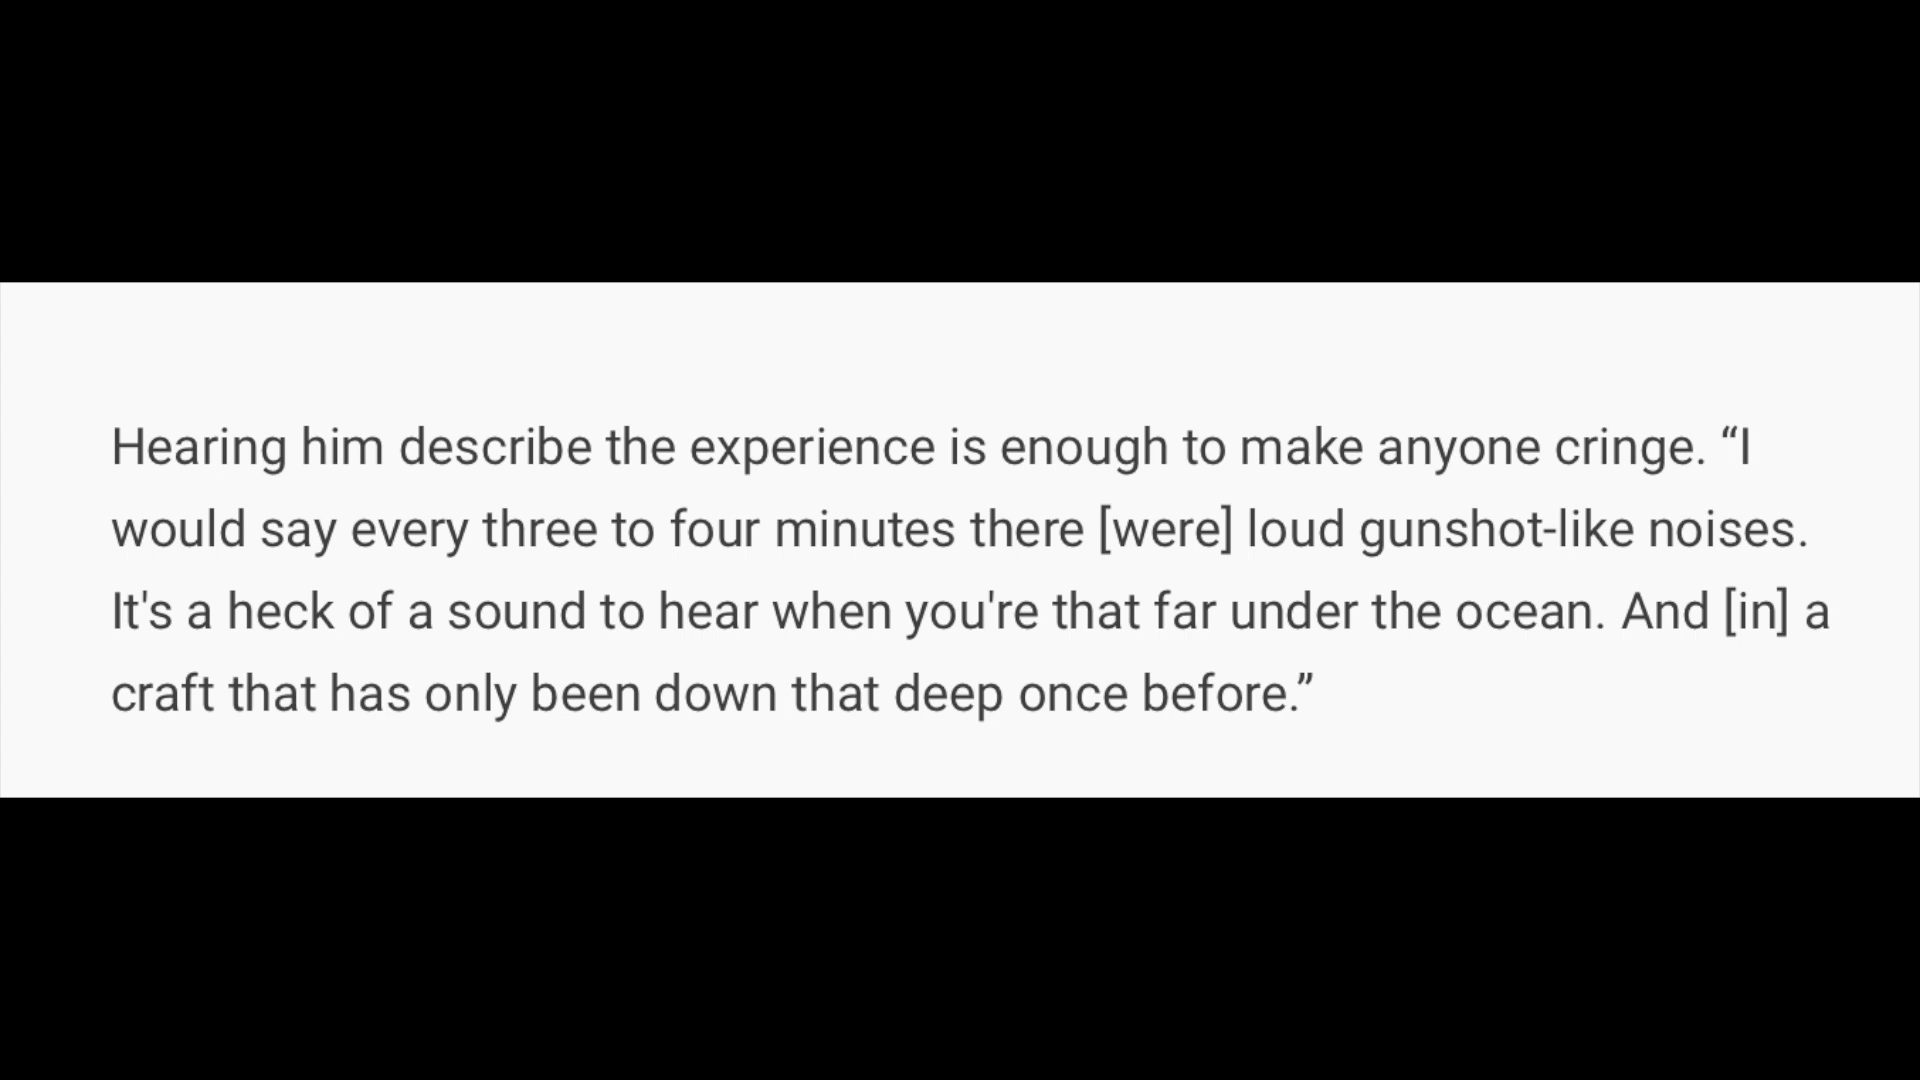 Hearing him describe the experience is enough to make anyone cringe. “I
would say every three to four minutes there [were] loud gunshot-like noises.
It's a heck of a sound to hear when you're that far under the ocean. And [in] a
craft that has only been down that deep once before.”